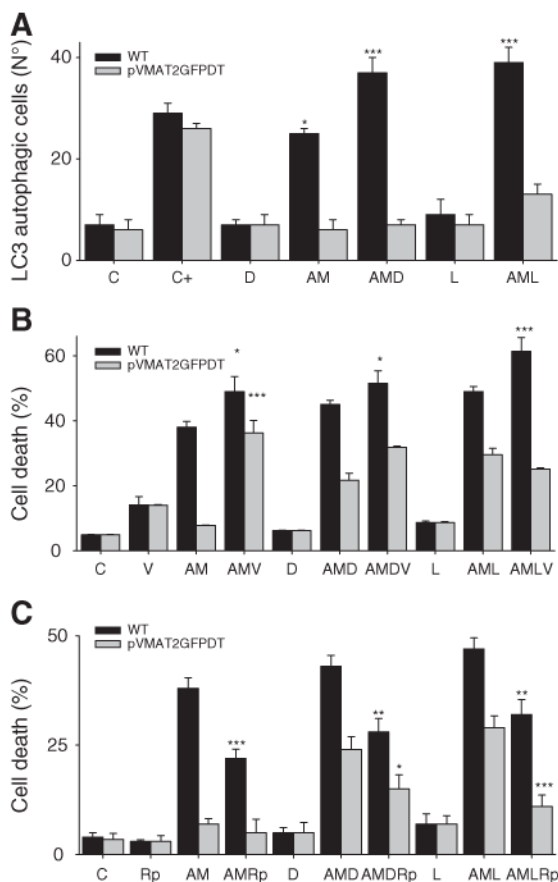 A
LC3 autophagic cells (N°)
WT
pVMAT2GFPDT
40
20
0
* *** ***
C C+ D AM AMD L AML
B
Cell death (%)
WT
pVMAT2GFPDT
60
40
20
0
* *** * ***
C V AM AMV D AMD AMDV L AML AMLV
C
Cell death (%)
WT
pVMAT2GFPDT
50
25
0
*** ** * ** ***
C Rp AM AMRp D AMD AMDRp L AML AMLRp